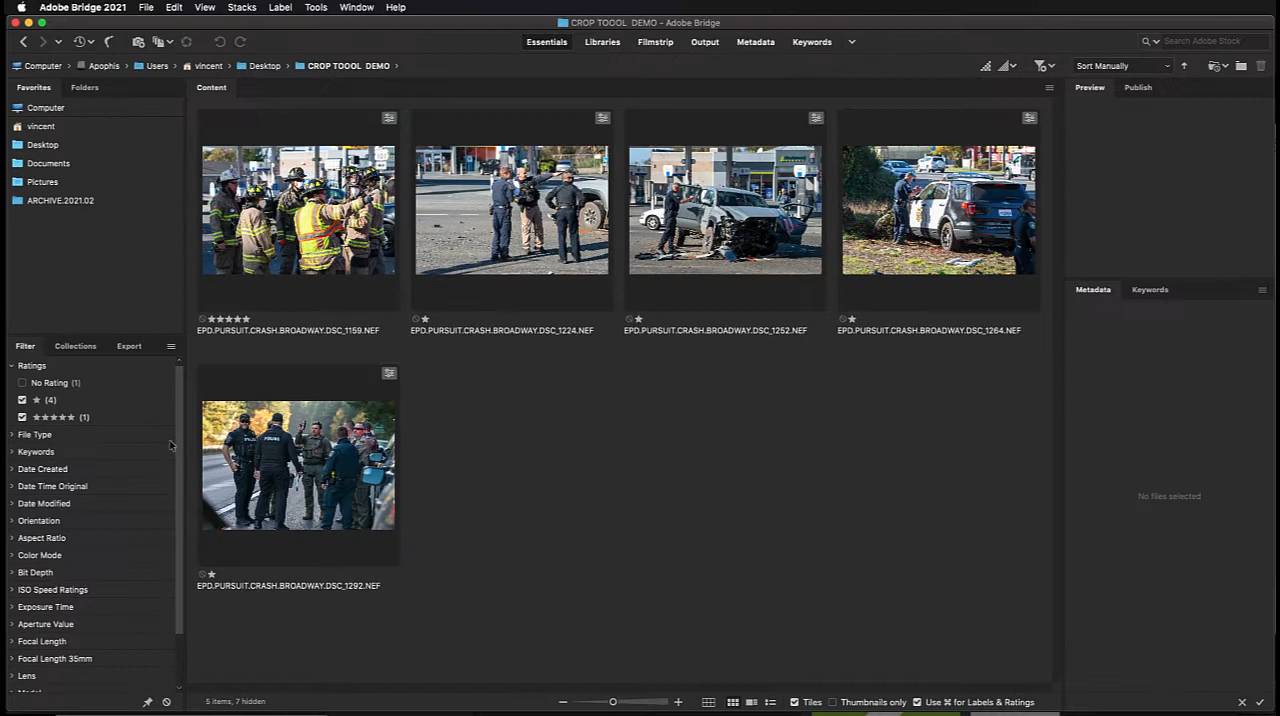 Adobe Bridge 2021 File Edit View Stacks Label Tools Window Help
CROP TOOOL DEMO – Adobe Bridge
Essentials Libraries Filmstrip Output Metadata Keywords Search Adobe Stock
Computer Apophis Users vincent Desktop CROP TOOOL DEMO Sort Manually
Favorites Folders
Computer
vincent
Desktop
Documents
Pictures
ARCHIVE.2021.02
Filter Collections Export
Ratings
No Rating (1)
★ (4)
★★★★★ (1)
File Type
Keywords
Date Created
Date Time Original
Date Modified
Orientation
Aspect Ratio
Color Mode
Bit Depth
ISO Speed Ratings
Exposure Time
Aperture Value
Focal Length
Focal Length 35mm
Lens
Content
EPD.PURSUIT.CRASH.BROADWAY.DSC_1159.NEF
EPD.PURSUIT.CRASH.BROADWAY.DSC_1224.NEF
EPD.PURSUIT.CRASH.BROADWAY.DSC_1252.NEF
EPD.PURSUIT.CRASH.BROADWAY.DSC_1264.NEF
EPD.PURSUIT.CRASH.BROADWAY.DSC_1292.NEF
5 items, 7 hidden
Tiles Thumbnails only Use ⌘ for Labels & Ratings
Preview Publish
Metadata Keywords
No files selected